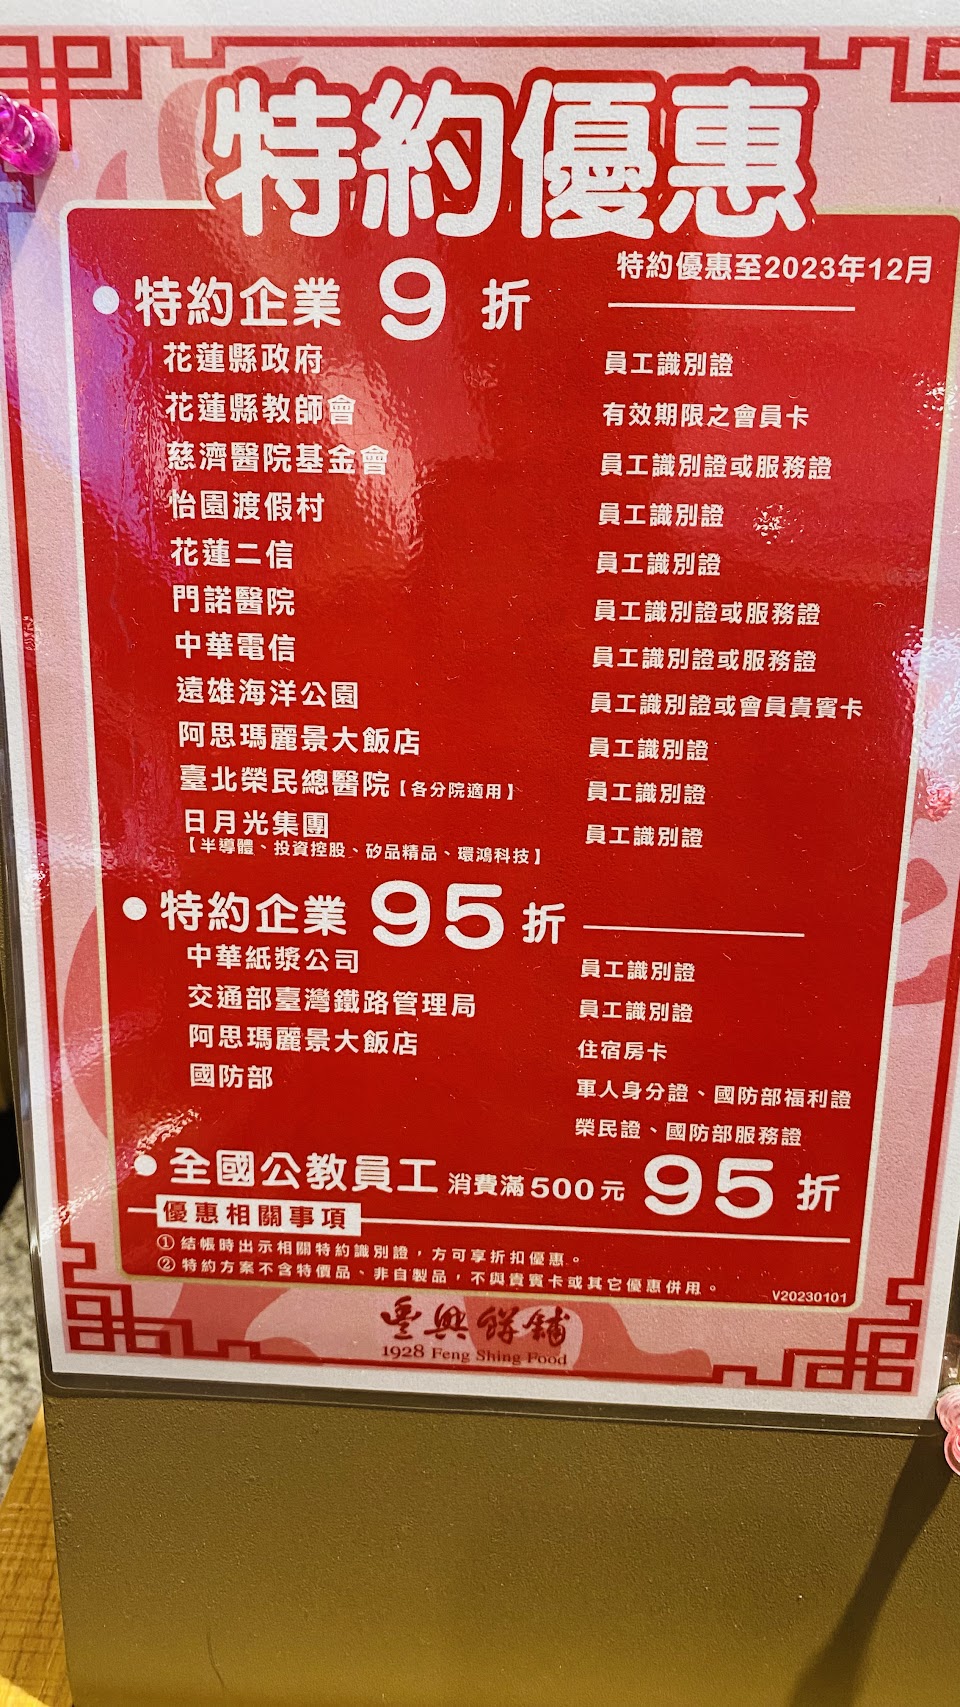 特約優惠
特約優惠至2023年12月
特約企業 9 折
花蓮縣政府 員工識別證
花蓮縣教師會 有效期限之會員卡
慈濟醫院基金會 員工識別證或服務證
怡園渡假村 員工識別證
花蓮二信 員工識別證
門諾醫院 員工識別證或服務證
中華電信 員工識別證或服務證
遠雄海洋公園 員工識別證或會員貴賓卡
阿思瑪麗景大飯店 員工識別證
臺北榮民總醫院【各分院適用】 員工識別證
日月光集團 員工識別證
【半導體、投資控股、矽品精品、環鴻科技】
特約企業 95 折
中華紙漿公司 員工識別證
交通部臺灣鐵路管理局 員工識別證
阿思瑪麗景大飯店 住宿房卡
國防部 軍人身分證、國防部福利證
榮民證、國防部服務證
全國公教員工 消費滿500元 95 折
優惠相關事項
① 結帳時出示相關特約識別證，方可享折扣優惠。
② 特約方案不含特價品、非自製品，不與貴賓卡或其它優惠併用。
V20230101
豐興餅舖
1928 Feng Shing Food